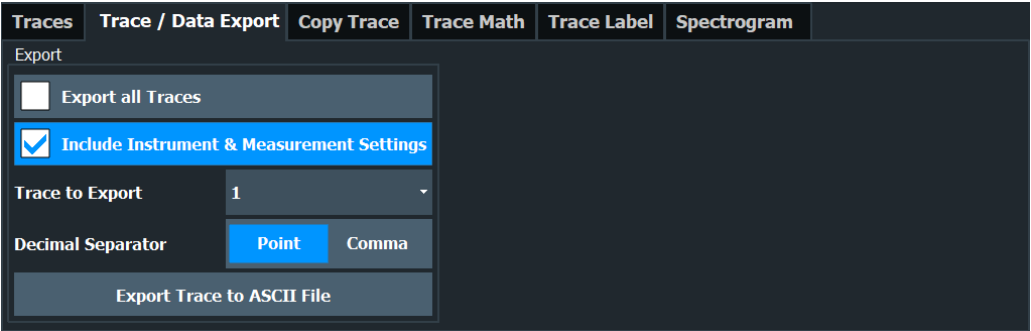 Traces Trace / Data Export Copy Trace Trace Math Trace Label Spectrogram
Export
Export all Traces
Include Instrument & Measurement Settings
Trace to Export 1
Decimal Separator Point Comma
Export Trace to ASCII File